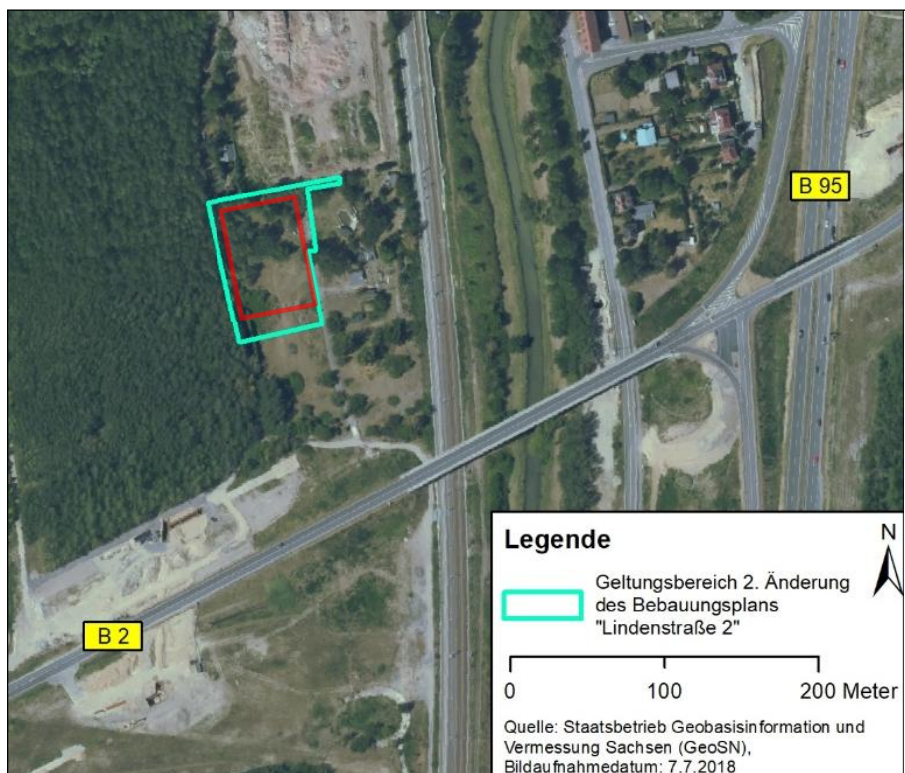 B 95
B 2
Legende
N
Geltungsbereich 2. Änderung
des Bebauungsplans
"Lindenstraße 2"
0 100 200 Meter
Quelle: Staatsbetrieb Geobasisinformation und
Vermessung Sachsen (GeoSN),
Bildaufnahmedatum: 7.7.2018